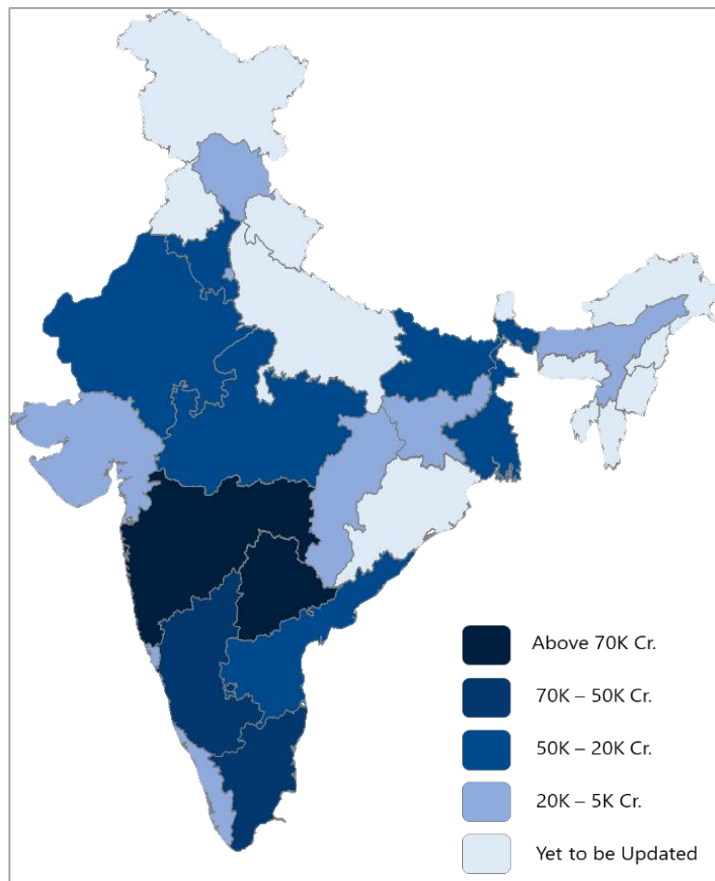 Above 70K Cr.
70K – 50K Cr.
50K – 20K Cr.
20K – 5K Cr.
Yet to be Updated